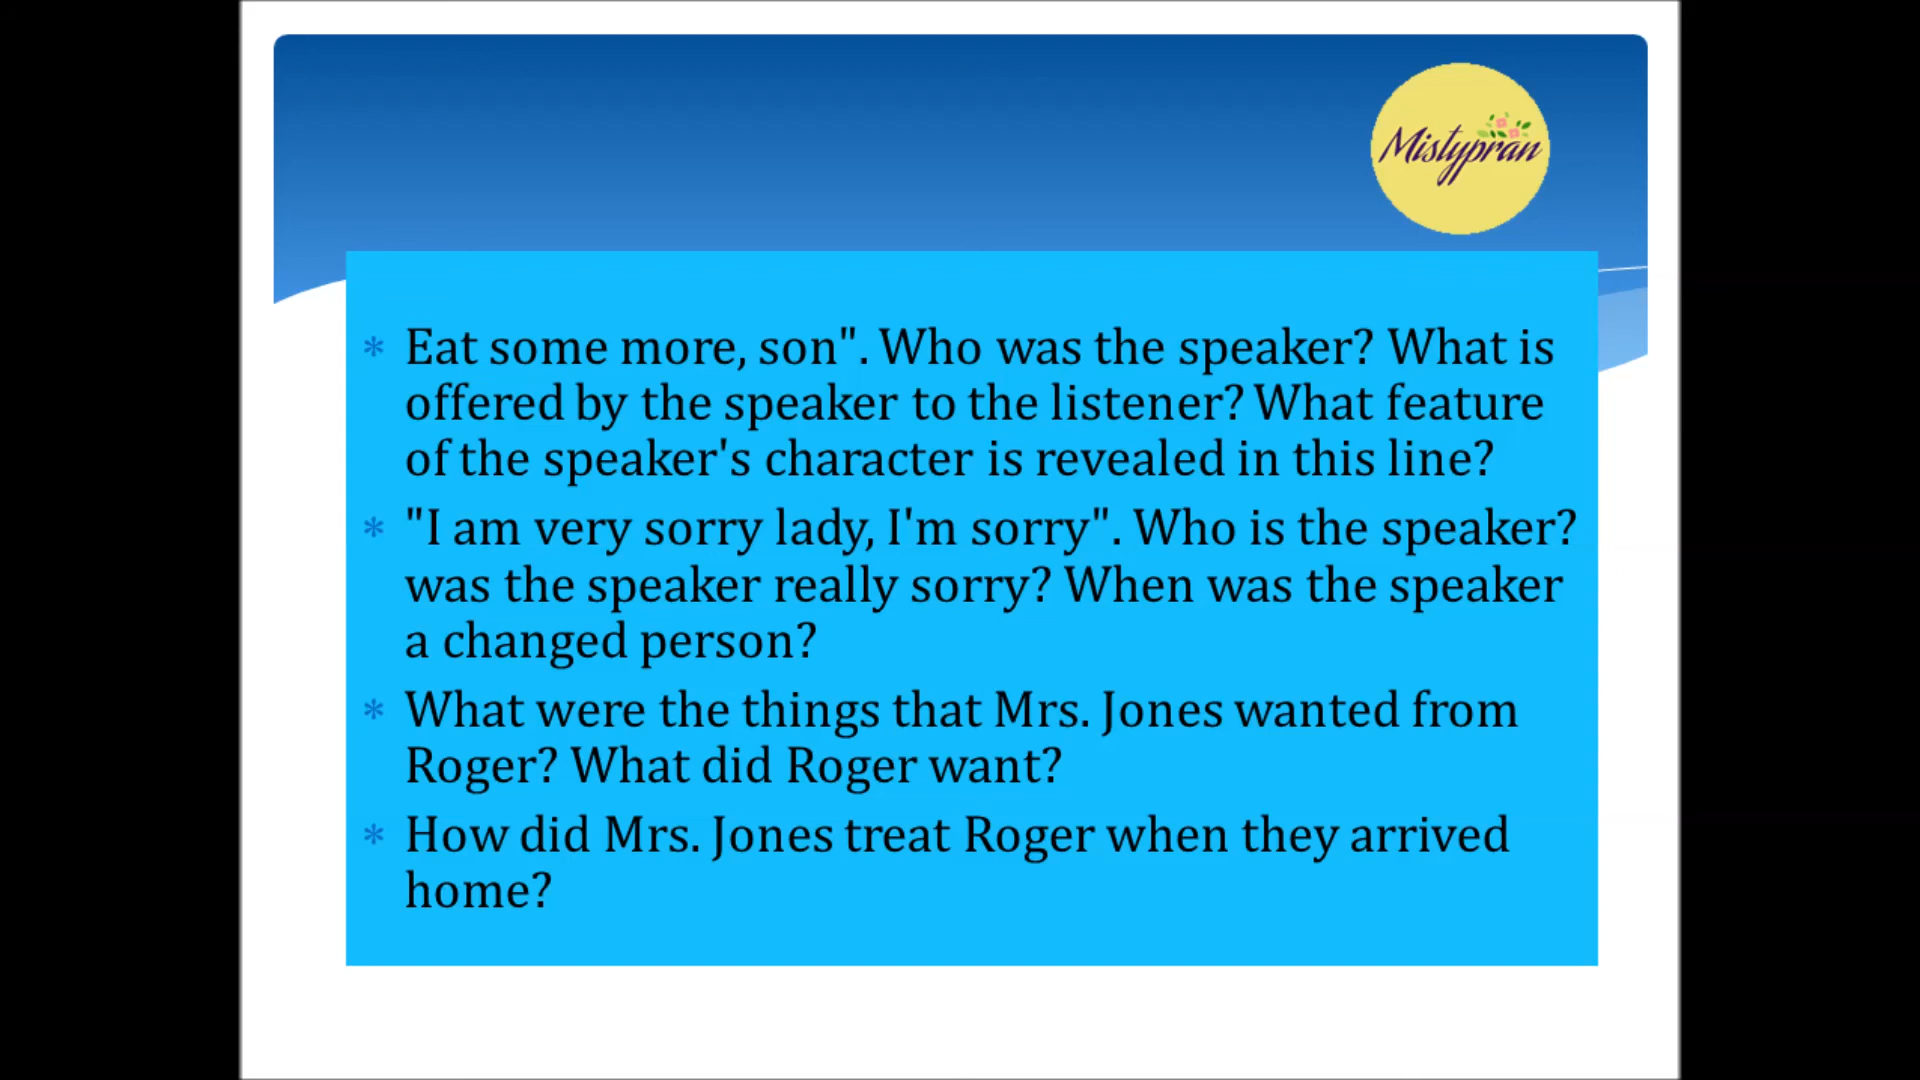 Mistypran
* Eat some more, son". Who was the speaker? What is
offered by the speaker to the listener? What feature
of the speaker's character is revealed in this line?
* "I am very sorry lady, I'm sorry". Who is the speaker?
was the speaker really sorry? When was the speaker
a changed person?
* What were the things that Mrs. Jones wanted from
Roger? What did Roger want?
* How did Mrs. Jones treat Roger when they arrived
home?